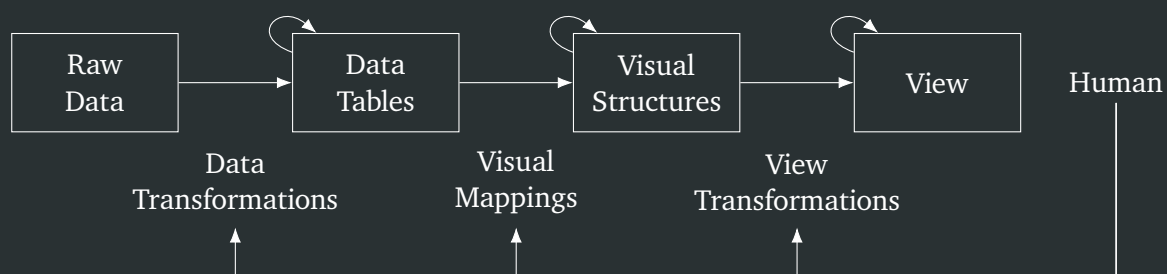 Raw
Data
Data
Tables
Visual
Structures
View
Human
Data
Transformations
Visual
Mappings
View
Transformations